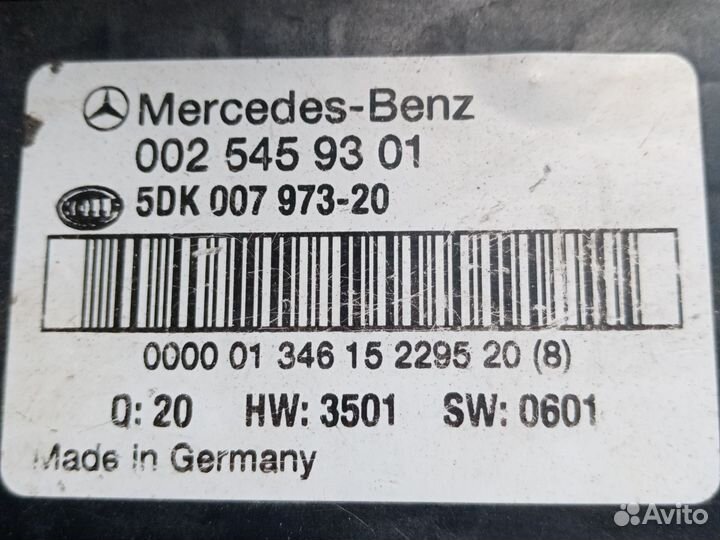 Mercedes-Benz
002 545 93 01
HELLA
5DK 007 973-20
0000 01 346 15 2295 20 (8)
Q: 20 HW: 3501 SW: 0601
Made in Germany
Avito